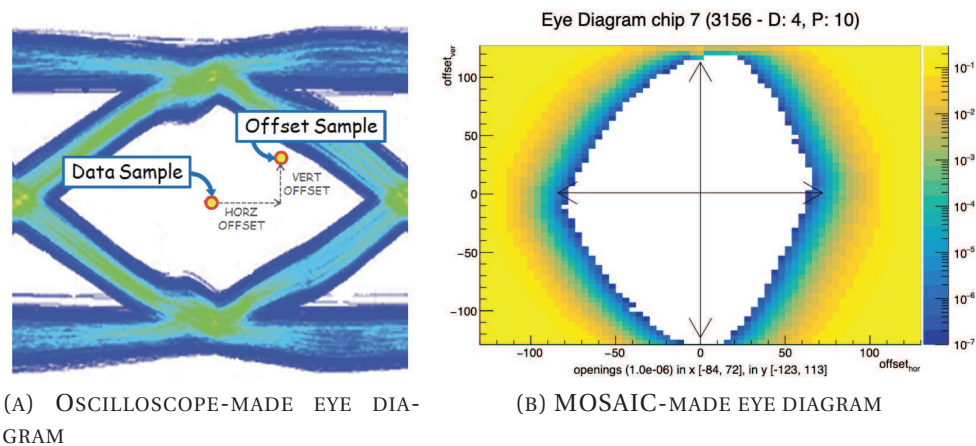 Offset Sample
Data Sample
VERT
OFFSET
HORZ
OFFSET
(A) OSCILLOSCOPE-MADE EYE DIA-
GRAM
Eye Diagram chip 7 (3156 - D: 4, P: 10)
offset_ver
100
50
0
−50
−100
−100
−50
0
50
100
offset_hor
openings (1.0e-06) in x [-84, 72], in y [-123, 113]
10⁻¹
10⁻²
10⁻³
10⁻⁴
10⁻⁵
10⁻⁶
10⁻⁷
(B) MOSAIC-MADE EYE DIAGRAM